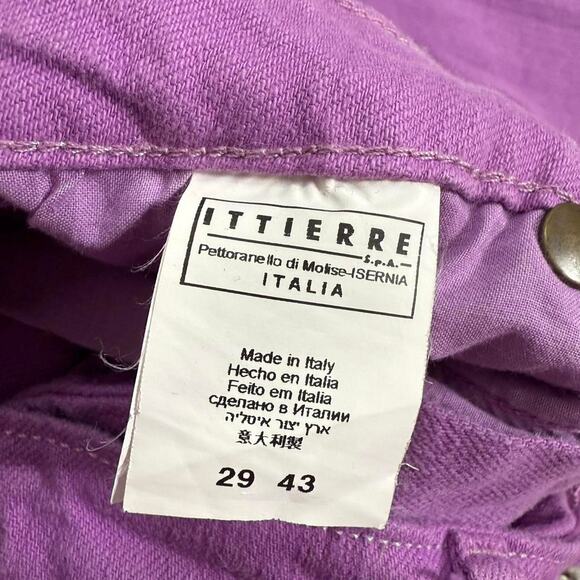 ITTIERRE
S.p.A.
Pettoranello di Molise-ISERNIA
ITALIA
Made in Italy
Hecho en Italia
Feito em Italia
сделано в Италии
ארץ יצור איטליה
意大利製
29 43